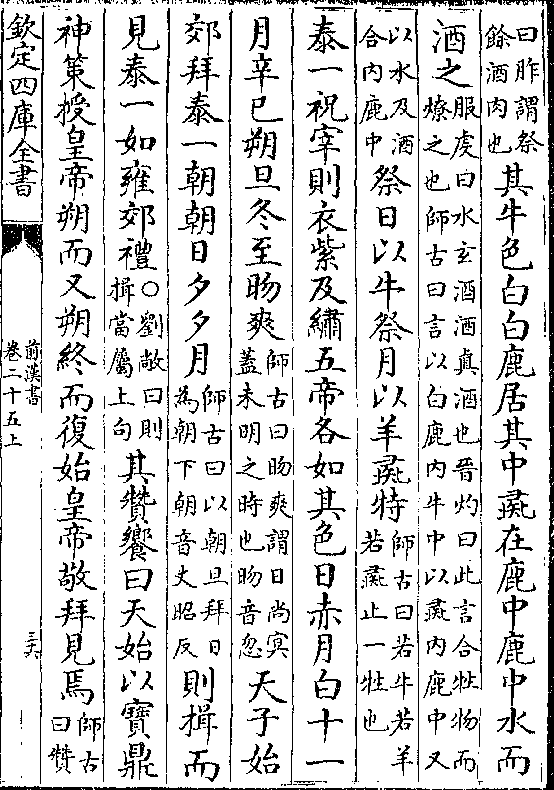 曰胙謂祭
餘酒肉也
其牛色白白鹿居其中彘在鹿中鹿中水而
酒之
服虔曰水玄酒酒真酒也晉灼曰此言合牲物而
燎之也師古曰言以白鹿内牛中以彘内鹿中又
以水及酒
合内鹿中
祭日以牛祭月以羊彘特
師古曰若牛若羊
若彘止一牲也
泰一祝宰則衣紫及繡五帝各如其色日赤月白十一
月辛已朔旦冬至昒爽
師古曰昒爽謂日尚冥
蓋未明之時也昒音忽
天子始
郊拜泰一朝朝日夕夕月
師古曰以朝旦拜日
為朝下朝音丈昭反
則揖而
見泰一如雍郊禮
○劉敞曰則
揖當屬上句
其贊饗曰天始以寶鼎
神策授皇帝朔而又朔終而復始皇帝敬拜見焉
師古
曰贊
欽定四庫全書
前漢書
卷二十五上
三六